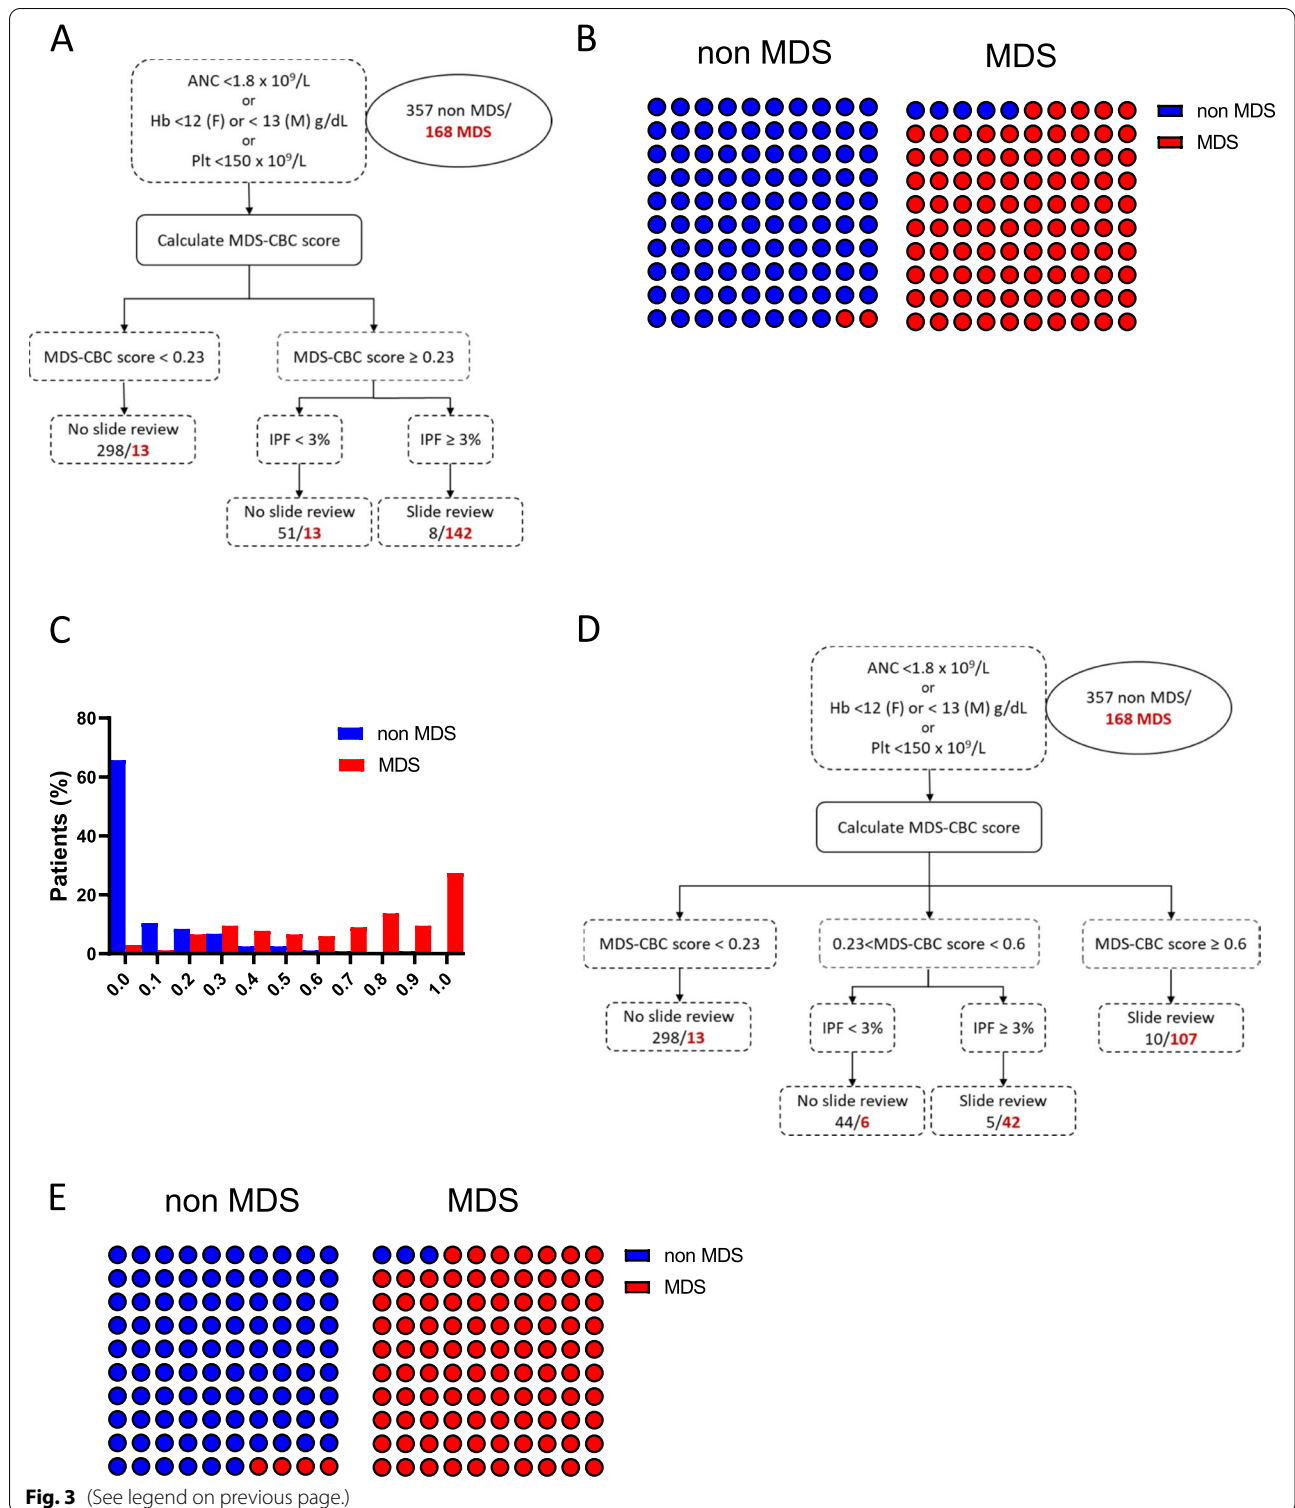 A
ANC <1.8 x 10⁹/L
or
Hb <12 (F) or < 13 (M) g/dL
or
Plt <150 x 10⁹/L
357 non MDS/
168 MDS
Calculate MDS-CBC score
MDS-CBC score < 0.23
MDS-CBC score ≥ 0.23
No slide review
298/13
IPF < 3%
IPF ≥ 3%
No slide review
51/13
Slide review
8/142
B
non MDS
MDS
non MDS
MDS
C
Patients (%)
80
60
40
20
0
non MDS
MDS
0.0 0.1 0.2 0.3 0.4 0.5 0.6 0.7 0.8 0.9 1.0
D
ANC <1.8 x 10⁹/L
or
Hb <12 (F) or < 13 (M) g/dL
or
Plt <150 x 10⁹/L
357 non MDS/
168 MDS
Calculate MDS-CBC score
MDS-CBC score < 0.23
0.23<MDS-CBC score < 0.6
MDS-CBC score ≥ 0.6
No slide review
298/13
IPF < 3%
IPF ≥ 3%
Slide review
10/107
No slide review
44/6
Slide review
5/42
E
non MDS
MDS
non MDS
MDS
Fig. 3 (See legend on previous page.)